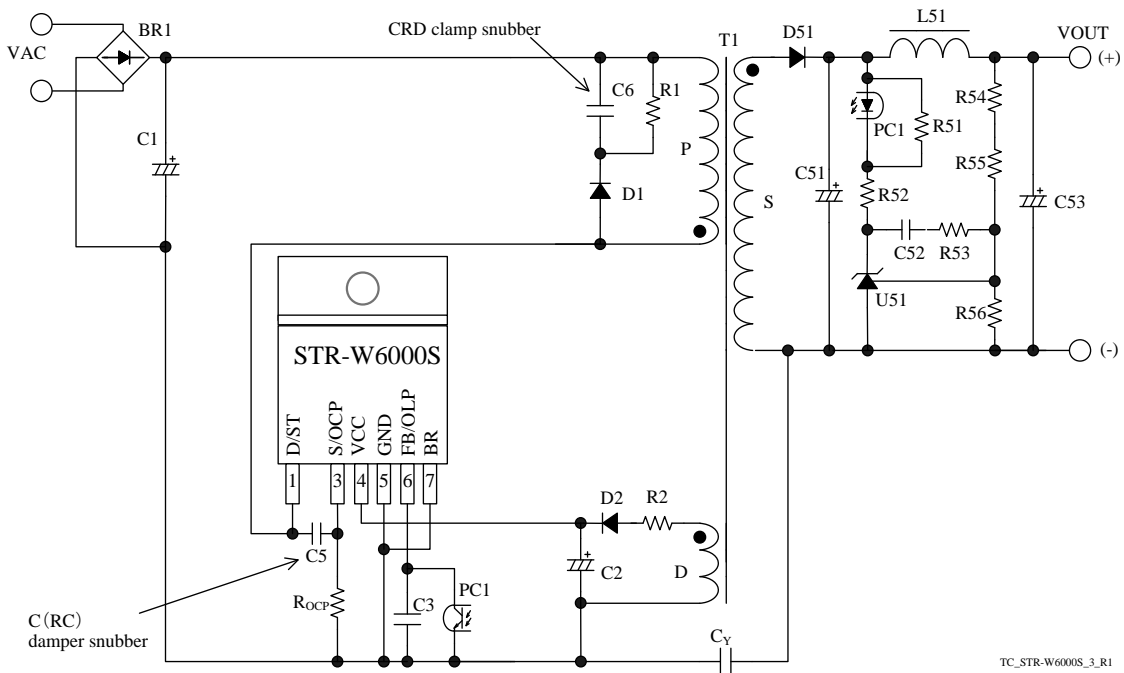 BR1
VAC
C1
CRD clamp snubber
C6
R1
P
D1
T1
D51
L51
VOUT
(+)
PC1
R51
R54
R55
C51
S
R52
C53
C52
R53
U51
R56
(-)
STR-W6000S
D/ST
S/OCP
VCC
GND
FB/OLP
BR
1
3
4
5
6
7
C5
D2
R2
C2
D
C(RC)
damper snubber
ROCP
C3
PC1
CY
TC_STR-W6000S_3_R1